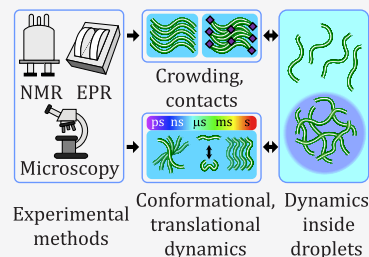 NMR EPR
Microscopy
Crowding,
contacts
ps ns μs ms s
Experimental
methods
Conformational,
translational
dynamics
Dynamics
inside
droplets